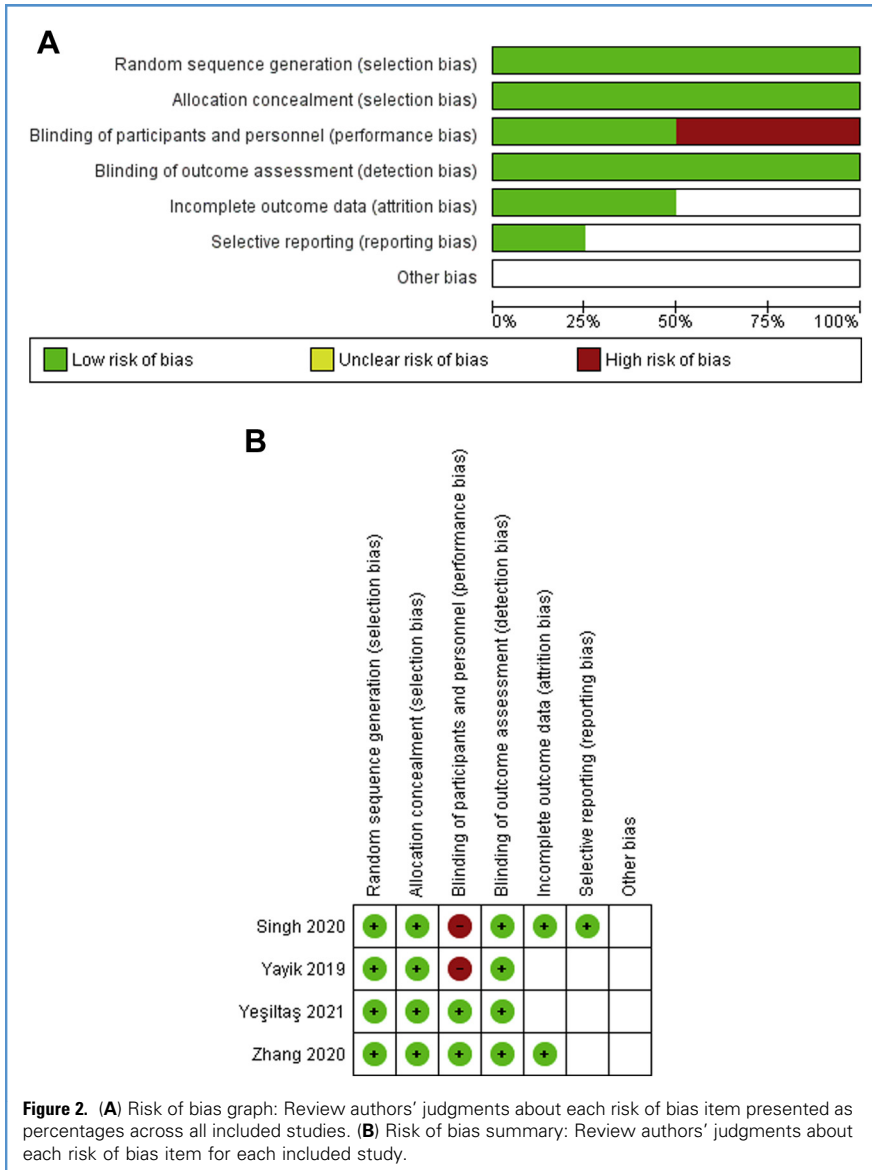 A
Random sequence generation (selection bias)
Allocation concealment (selection bias)
Blinding of participants and personnel (performance bias)
Blinding of outcome assessment (detection bias)
Incomplete outcome data (attrition bias)
Selective reporting (reporting bias)
Other bias
0% 25% 50% 75% 100%
Low risk of bias Unclear risk of bias High risk of bias
B
Random sequence generation (selection bias)
Allocation concealment (selection bias)
Blinding of participants and personnel (performance bias)
Blinding of outcome assessment (detection bias)
Incomplete outcome data (attrition bias)
Selective reporting (reporting bias)
Other bias
Singh 2020 + + - + + +
Yayik 2019 + + - +
Yeşiltaş 2021 + + + +
Zhang 2020 + + + + +
Figure 2. (A) Risk of bias graph: Review authors' judgments about each risk of bias item presented as
percentages across all included studies. (B) Risk of bias summary: Review authors' judgments about
each risk of bias item for each included study.